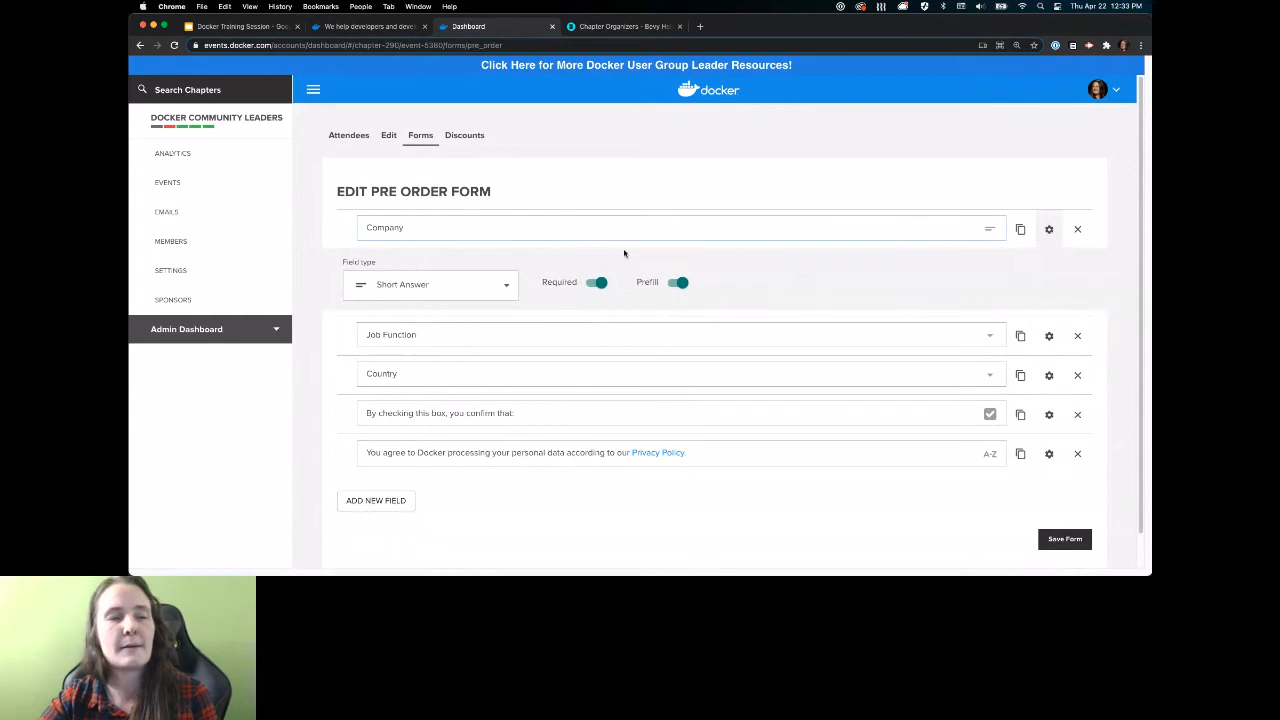 Chrome File Edit View History Bookmarks People Tab Window Help Thu Apr 22 12:33 PM
Docker Training Session - Goo We help developers and devel Dashboard Chapter Organizers - Bevy Hel
events.docker.com/accounts/dashboard/#/chapter-290/event-5380/forms/pre_order
Click Here for More Docker User Group Leader Resources!
Search Chapters
docker
DOCKER COMMUNITY LEADERS
ANALYTICS
EVENTS
EMAILS
MEMBERS
SETTINGS
SPONSORS
Admin Dashboard
Attendees Edit Forms Discounts
EDIT PRE ORDER FORM
Company
Field type
Short Answer
Required
Prefill
Job Function
Country
By checking this box, you confirm that:
You agree to Docker processing your personal data according to our Privacy Policy. A-Z
ADD NEW FIELD
Save Form